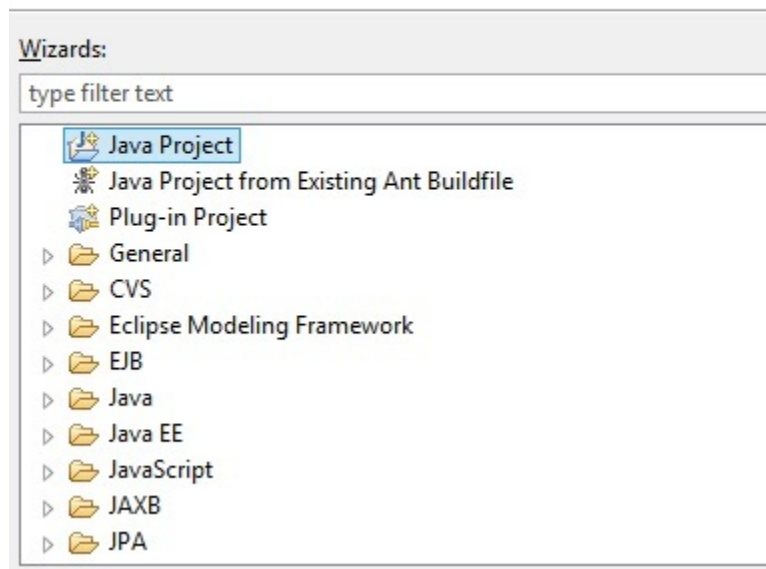 Wizards:
type filter text
Java Project
Java Project from Existing Ant Buildfile
Plug-in Project
General
CVS
Eclipse Modeling Framework
EJB
Java
Java EE
JavaScript
JAXB
JPA